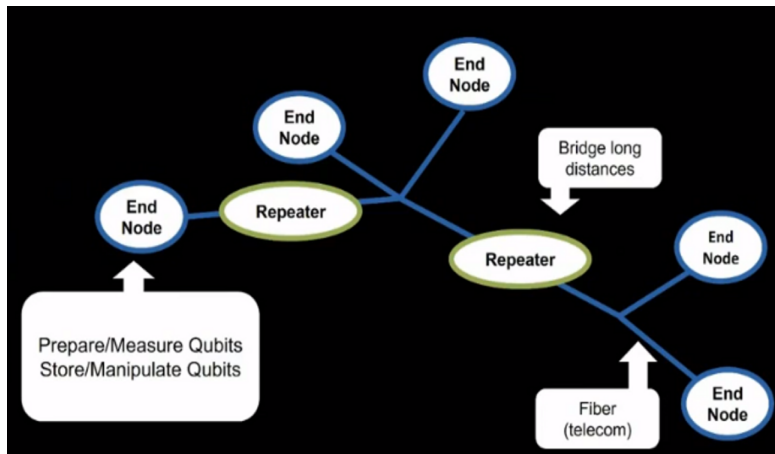 End
Node
End
Node
End
Node
Repeater
Bridge long
distances
Repeater
End
Node
Prepare/Measure Qubits
Store/Manipulate Qubits
Fiber
(telecom)
End
Node